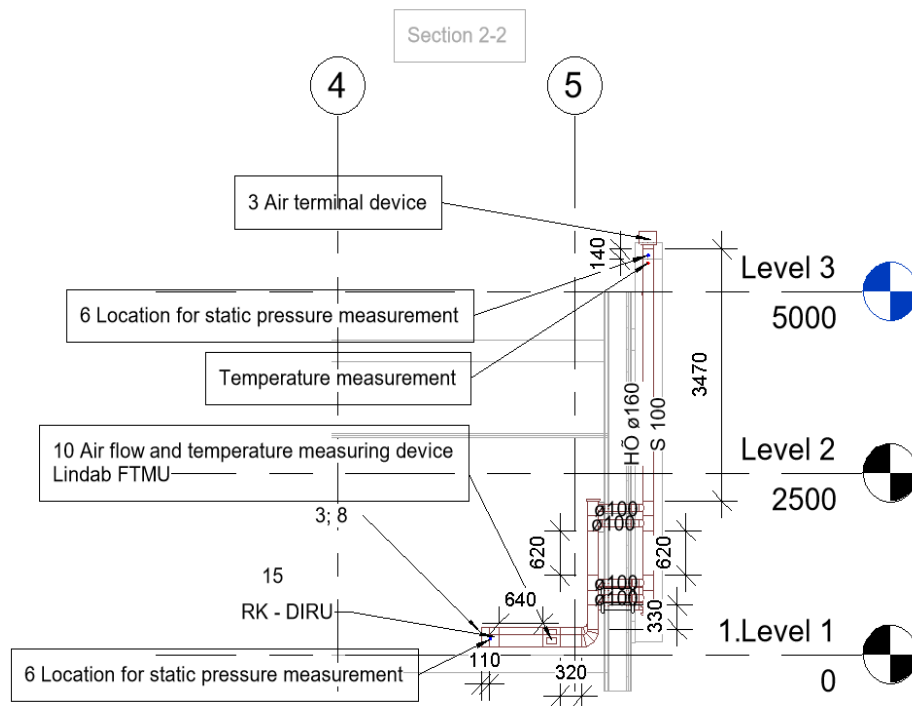 Section 2-2
4
5
3 Air terminal device
140
Level 3
5000
6 Location for static pressure measurement
Temperature measurement
3470
HÕ ø160
S 100
10 Air flow and temperature measuring device
Lindab FTMU
Level 2
2500
3; 8
ø100
ø100
620
620
15
ø100
ø100
640
RK - DIRU
330
1.Level 1
0
110
320
6 Location for static pressure measurement